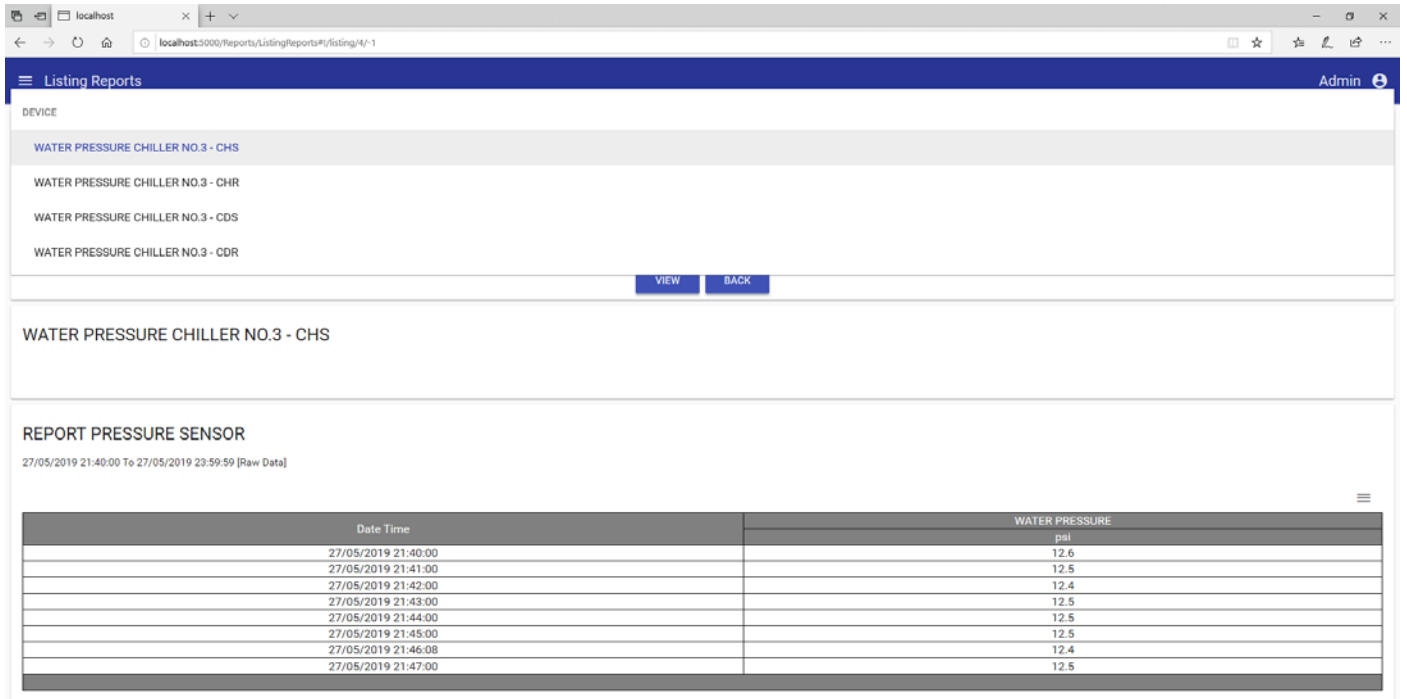 localhost
localhost:5000/Reports/ListingReports#!/listing/4/-1
Listing Reports
Admin
DEVICE
WATER PRESSURE CHILLER NO.3 - CHS
WATER PRESSURE CHILLER NO.3 - CHR
WATER PRESSURE CHILLER NO.3 - CDS
WATER PRESSURE CHILLER NO.3 - CDR
VIEW BACK
WATER PRESSURE CHILLER NO.3 - CHS
REPORT PRESSURE SENSOR
27/05/2019 21:40:00 To 27/05/2019 23:59:59 [Raw Data]
Date Time WATER PRESSURE
psi
27/05/2019 21:40:00 12.6
27/05/2019 21:41:00 12.5
27/05/2019 21:42:00 12.4
27/05/2019 21:43:00 12.5
27/05/2019 21:44:00 12.5
27/05/2019 21:45:00 12.5
27/05/2019 21:46:08 12.4
27/05/2019 21:47:00 12.5